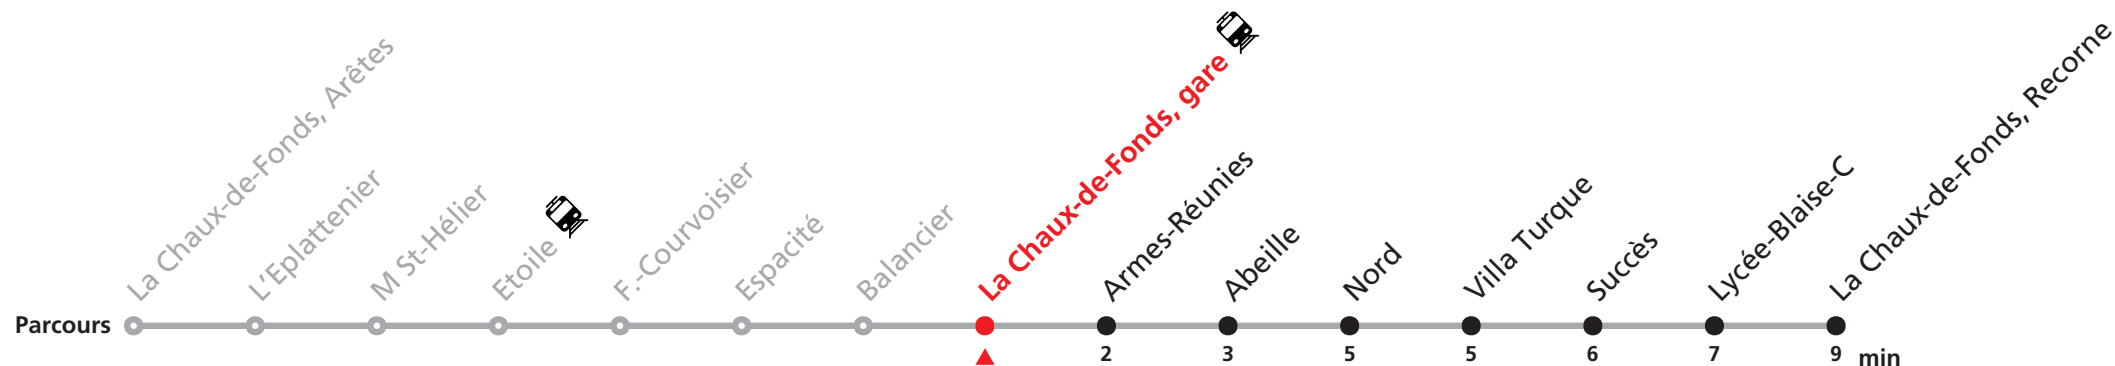 La Chaux-de-Fonds, Arêtes
L'Eplattenier
M St-Hélier
Etoile
F.-Courvoisier
Espacité
Balancier
La Chaux-de-Fonds, gare
Armes-Réunies
Abeille
Nord
Villa Turque
Succès
Lycée-Blaise-C
La Chaux-de-Fonds, Recorne
Parcours
2 3 5 5 6 7 9 min